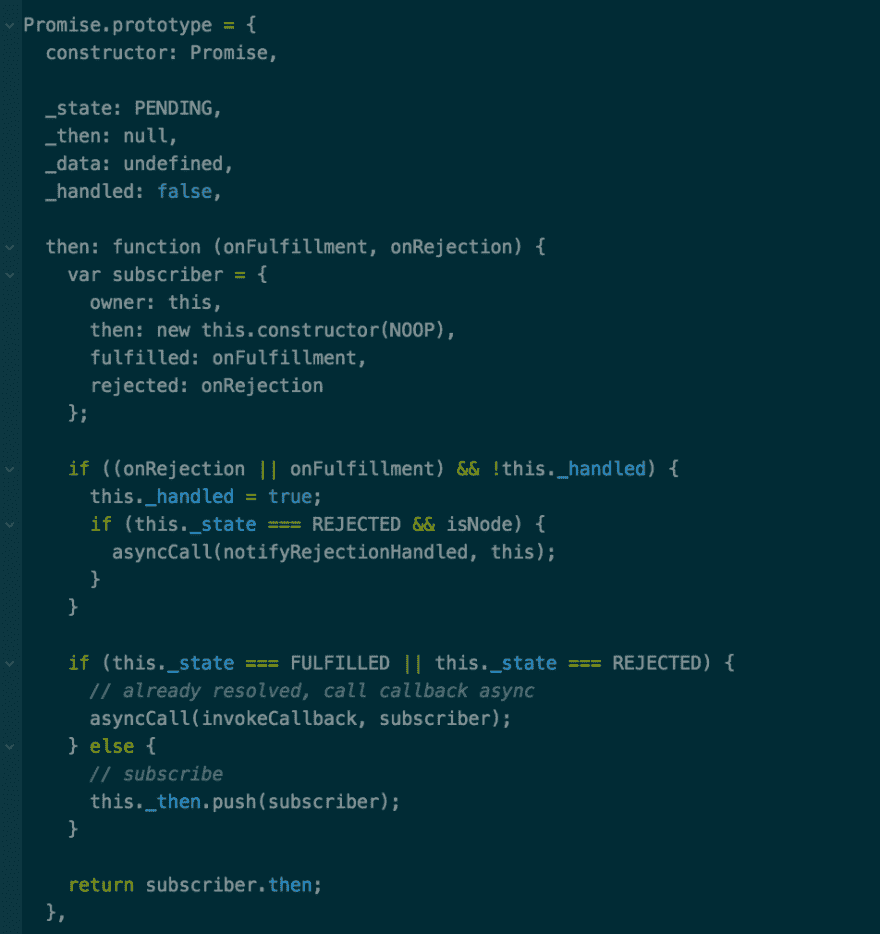 Promise.prototype = {
  constructor: Promise,

  _state: PENDING,
  _then: null,
  _data: undefined,
  _handled: false,

  then: function (onFulfillment, onRejection) {
    var subscriber = {
      owner: this,
      then: new this.constructor(NOOP),
      fulfilled: onFulfillment,
      rejected: onRejection
    };

    if ((onRejection || onFulfillment) && !this._handled) {
      this._handled = true;
      if (this._state === REJECTED && isNode) {
        asyncCall(notifyRejectionHandled, this);
      }
    }

    if (this._state === FULFILLED || this._state === REJECTED) {
      // already resolved, call callback async
      asyncCall(invokeCallback, subscriber);
    } else {
      // subscribe
      this._then.push(subscriber);
    }

    return subscriber.then;
  },